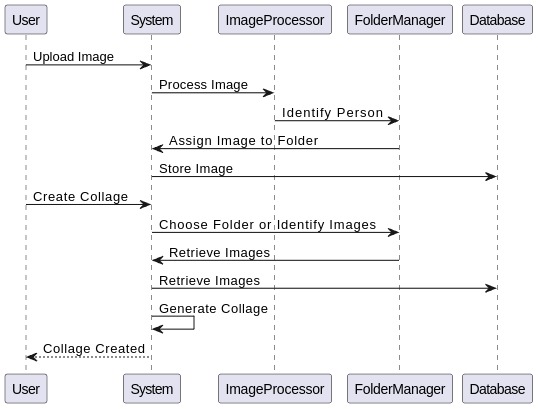 User System ImageProcessor FolderManager Database
Upload Image
Process Image
Identify Person
Assign Image to Folder
Store Image
Create Collage
Choose Folder or Identify Images
Retrieve Images
Retrieve Images
Generate Collage
Collage Created
User System ImageProcessor FolderManager Database